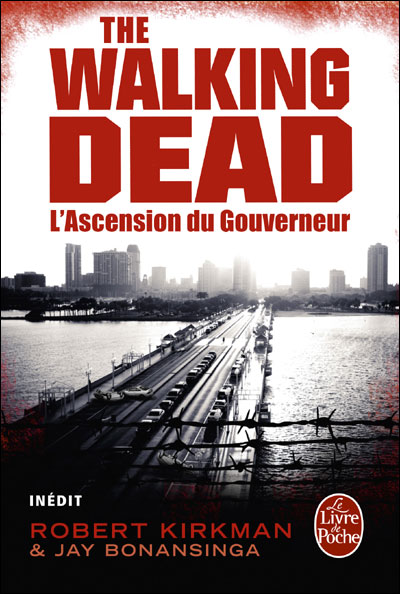 THE
WALKING
DEAD
L'Ascension du Gouverneur
INÉDIT
ROBERT KIRKMAN
& JAY BONANSINGA
Le
Livre
de
Poche